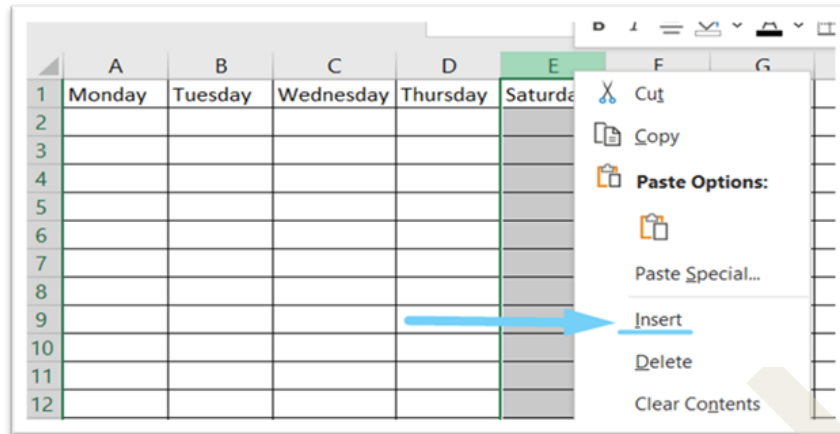 B I A
A B C D E F G
1 Monday Tuesday Wednesday Thursday Saturda
2
3
4
5
6
7
8
9
10
11
12
Cut
Copy
Paste Options:
Paste Special...
Insert
Delete
Clear Contents